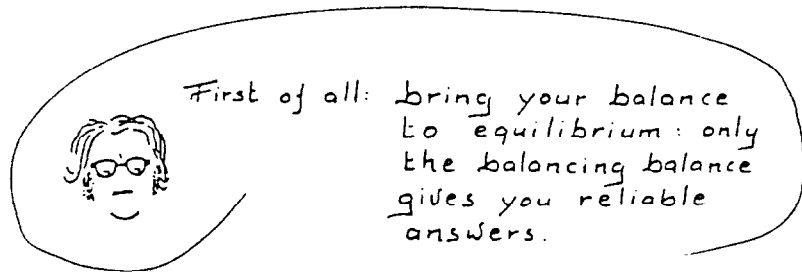 First of all: bring your balance
to equilibrium: only
the balancing balance
gives you reliable
answers.